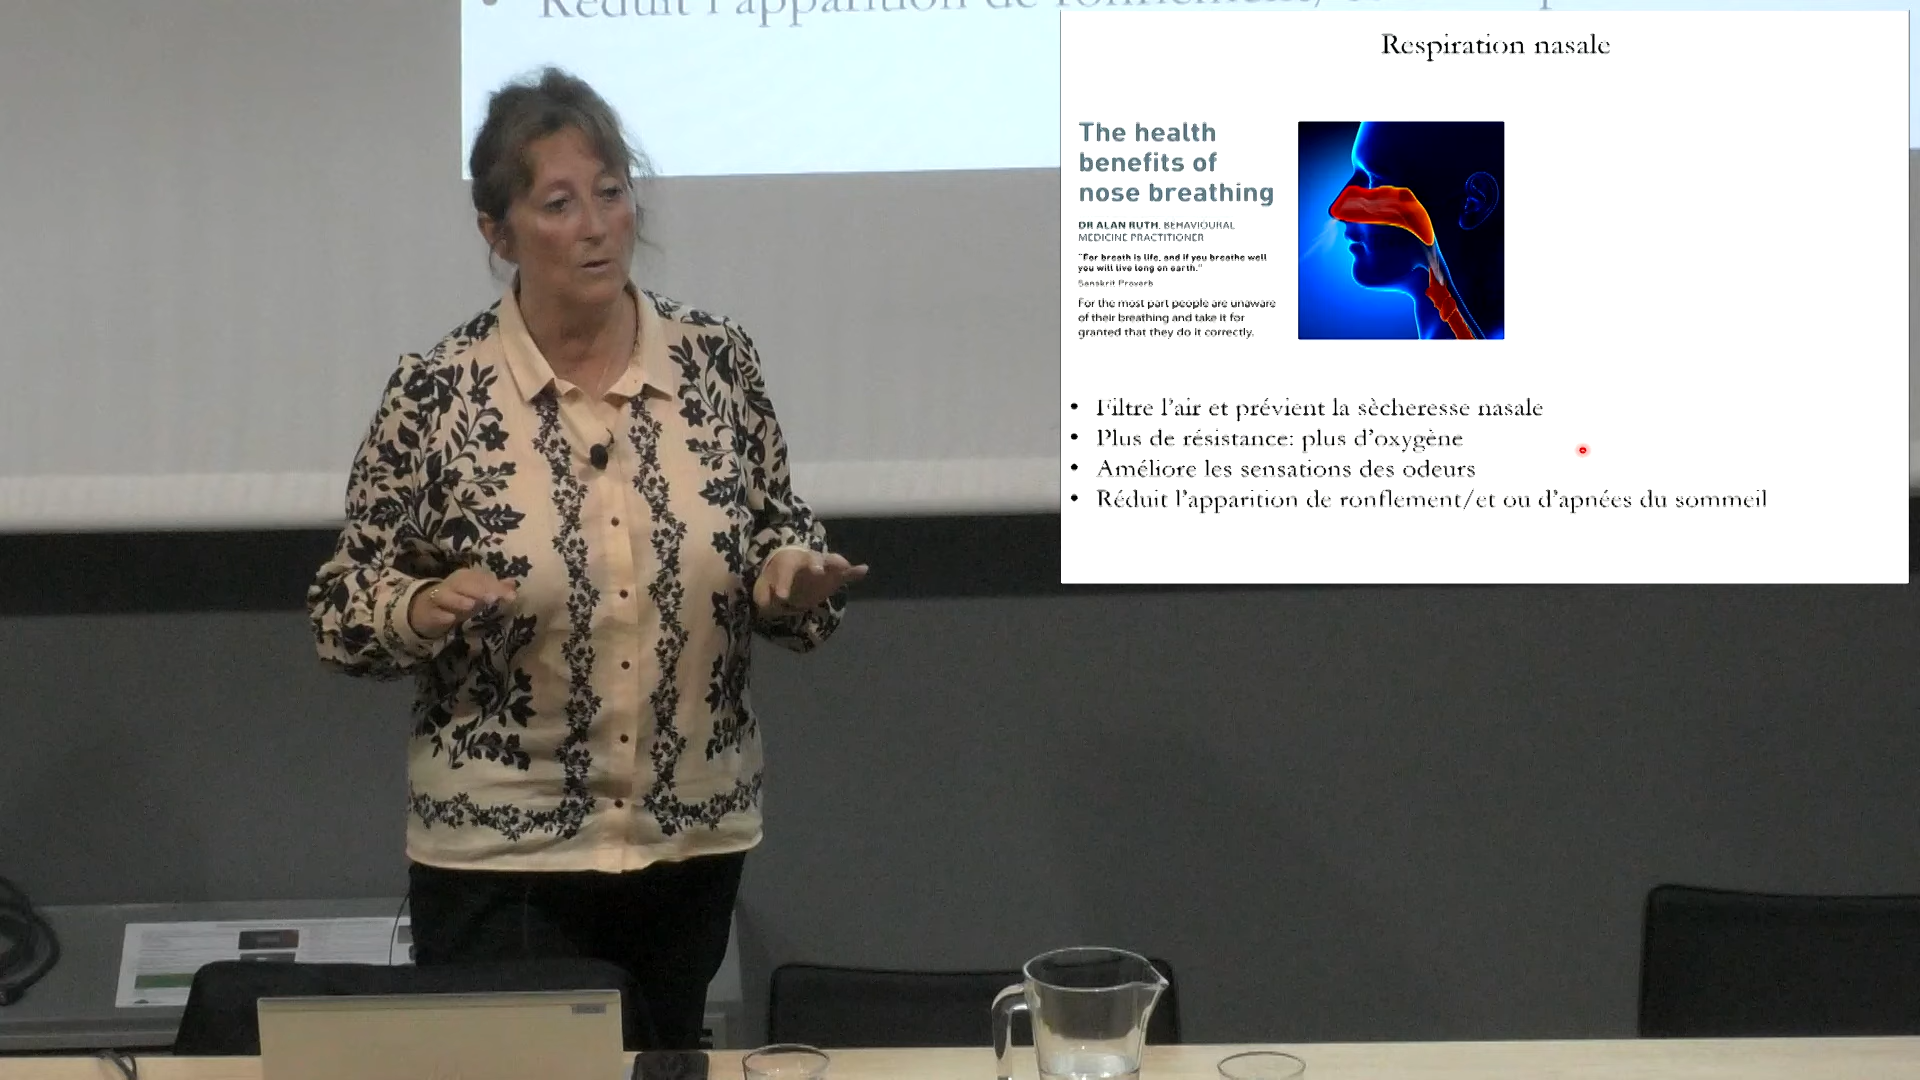 • Réduit l'apparition de ronflement/
Respiration nasale
The health
benefits of
nose breathing
DR ALAN RUTH, BEHAVIOURAL
MEDICINE PRACTITIONER
"For breath is life, and if you breathe well
you will live long on earth."
Sanskrit Proverb
For the most part people are unaware
of their breathing and take it for
granted that they do it correctly.
• Filtre l'air et prévient la sècheresse nasale
• Plus de résistance: plus d'oxygène
• Améliore les sensations des odeurs
• Réduit l'apparition de ronflement/et ou d'apnées du sommeil